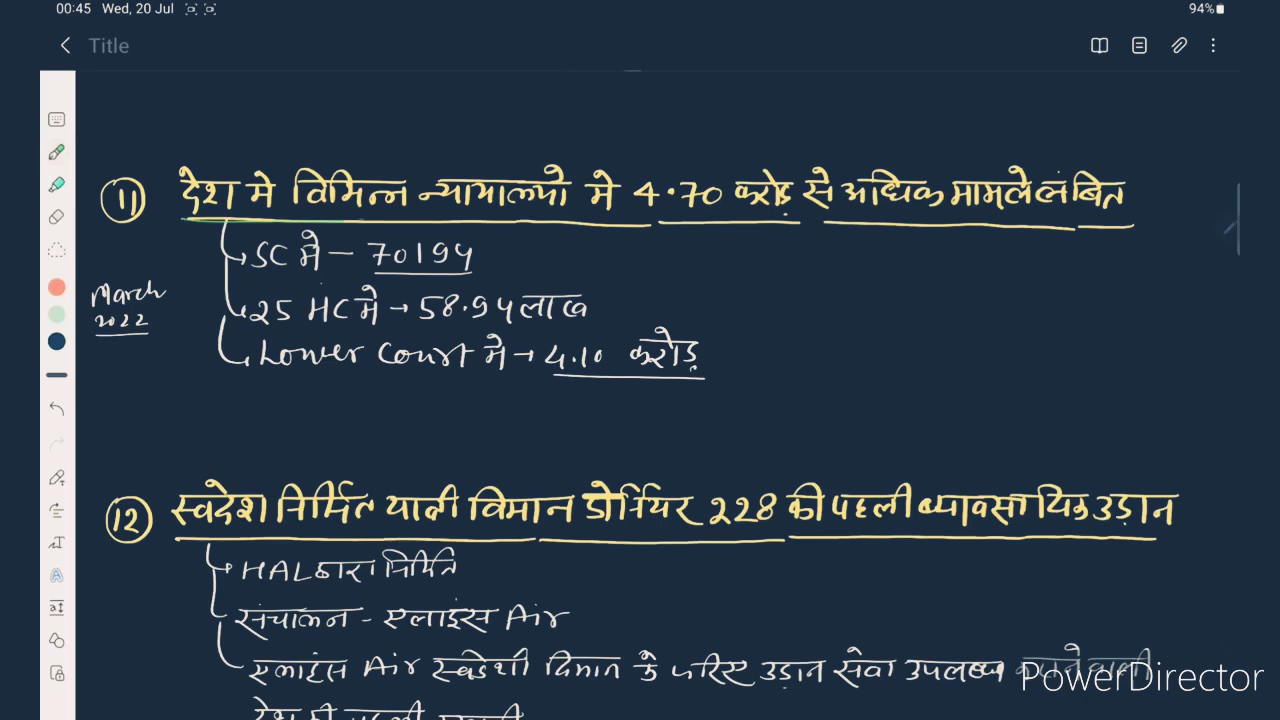 00:45 Wed, 20 Jul 94%
Title
11 देश मे विभिन्न न्यायालयो मे 4.70 करोड़ से अधिक मामले लंबित
SC मे - 70194
March 2022
25 HC मे → 58.94 लाख
Lower Court मे → 4.10 करोड़
12 स्वदेश निर्मित यात्री विमान डोर्नियर 228 की पहली व्यावसायिक उड़ान
HAL द्वारा निर्मित
संचालन - एलाइंस Air
एलाइंस Air स्वदेशी विमान के जरिए उड़ान सेवा उपलब्ध
PowerDirector